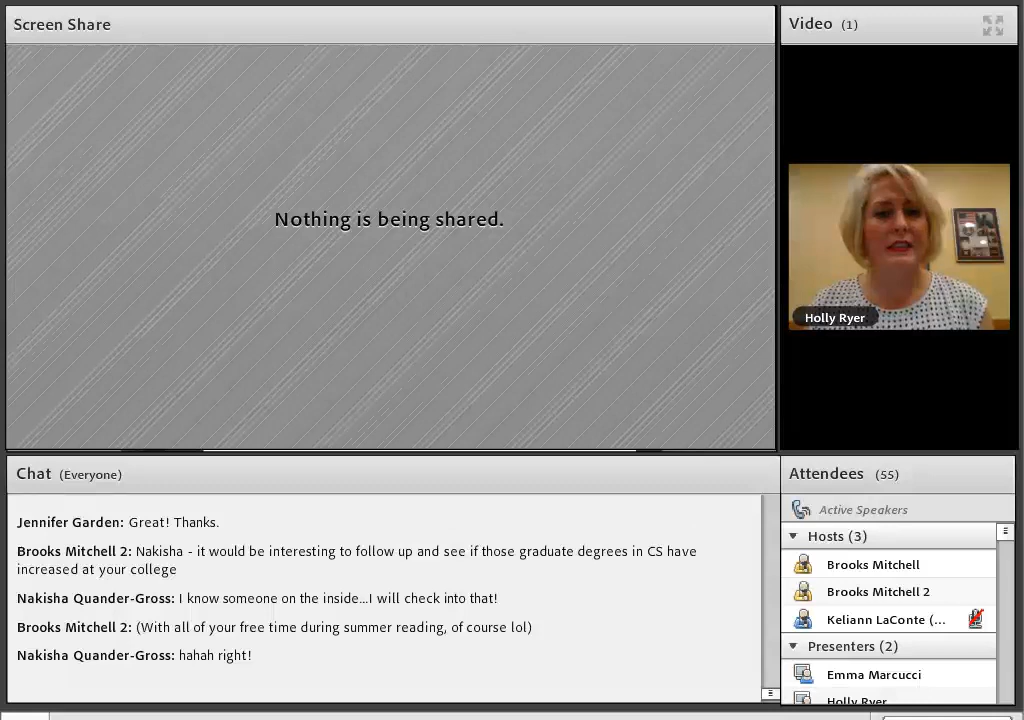 Screen Share
Nothing is being shared.
Video (1)
Holly Ryer
Chat (Everyone)
Jennifer Garden: Great! Thanks.
Brooks Mitchell 2: Nakisha - it would be interesting to follow up and see if those graduate degrees in CS have
increased at your college
Nakisha Quander-Gross: I know someone on the inside...I will check into that!
Brooks Mitchell 2: (With all of your free time during summer reading, of course lol)
Nakisha Quander-Gross: hahah right!
Attendees (55)
Active Speakers
Hosts (3)
Brooks Mitchell
Brooks Mitchell 2
Keliann LaConte (...
Presenters (2)
Emma Marcucci
Holly Ryer